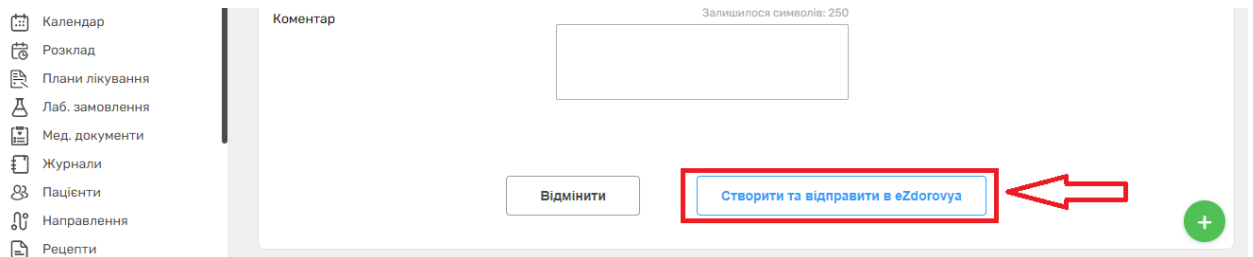 Календар
Розклад
Плани лікування
Лаб. замовлення
Мед. документи
Журнали
Пацієнти
Направлення
Рецепти
Залишилося символів: 250
Коментар
Відмінити
Створити та відправити в eZdorovya
+